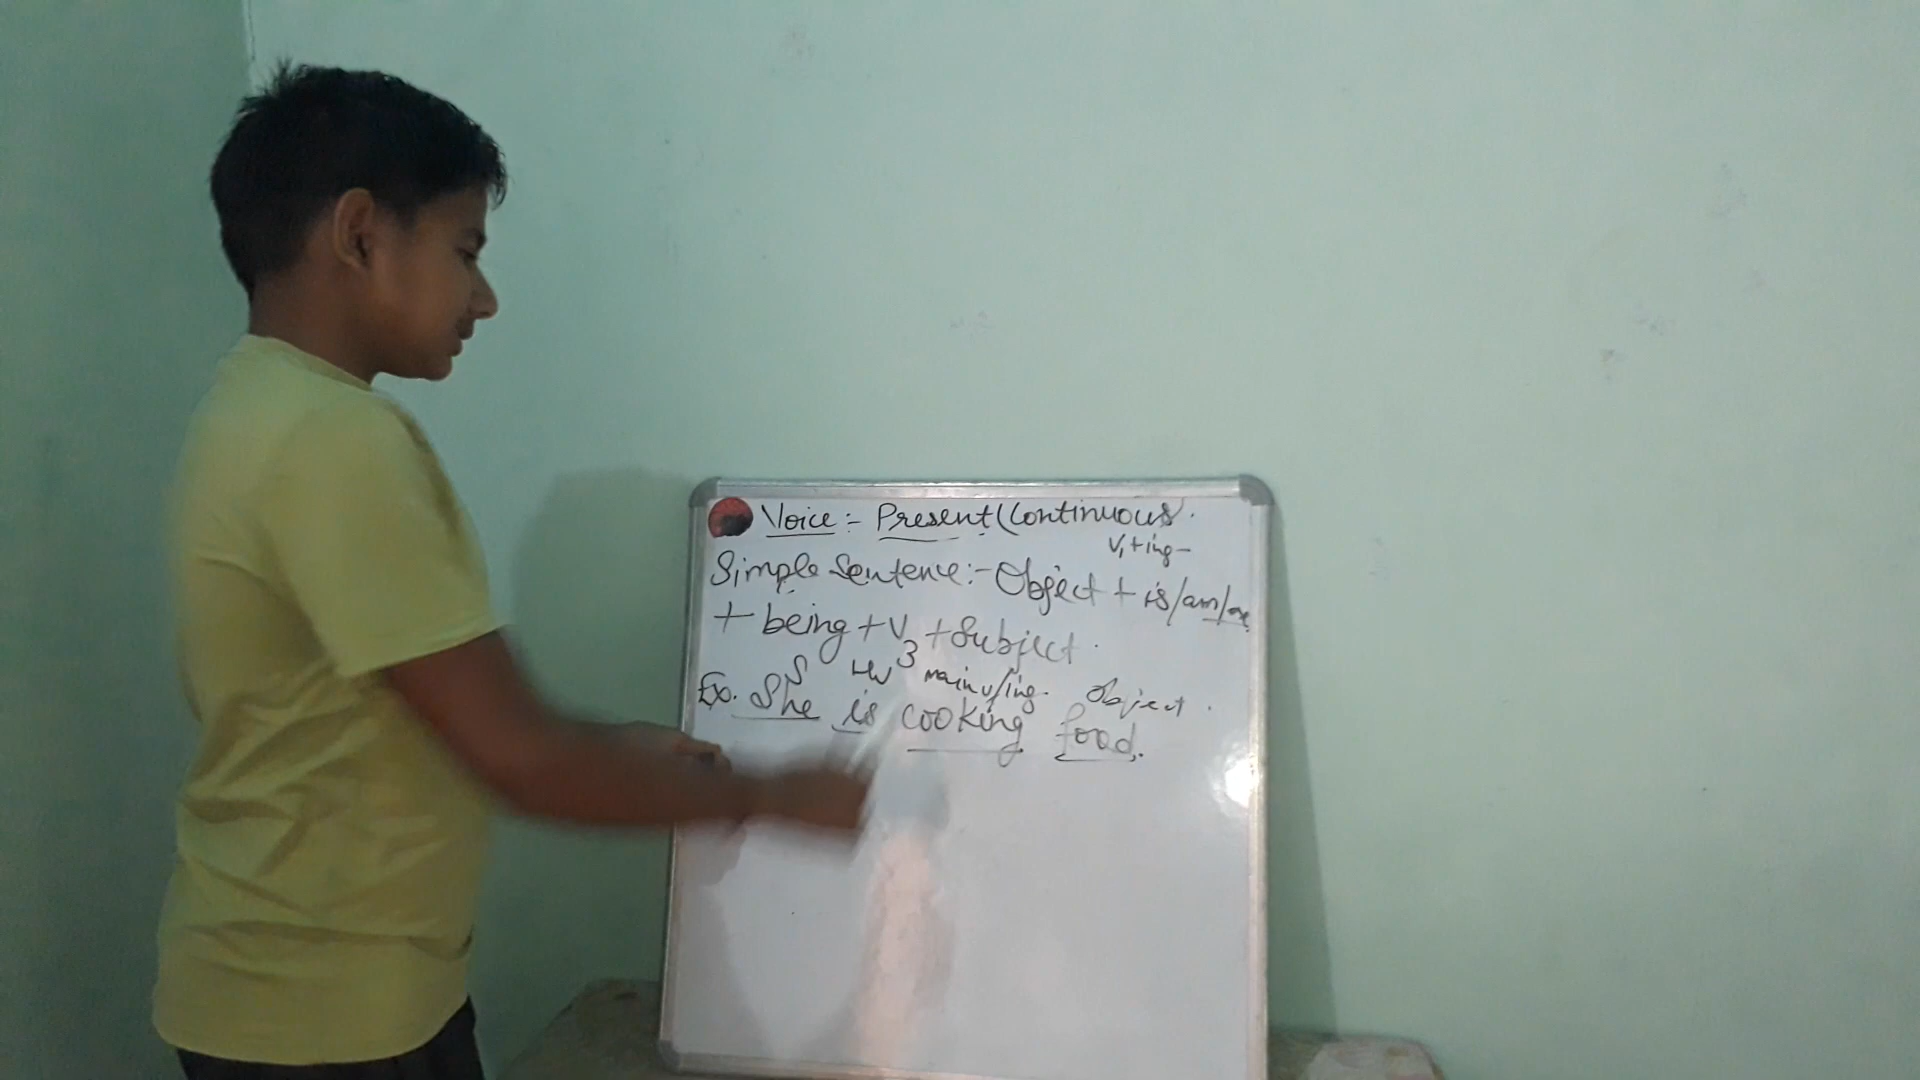 Voice :- Present (Continuous.
V1+ing-
Simple Sentence:- Object + is/am/are
+ being + V3 + Subject.
S HV main v/ing. Object.
Ex. She is cooking food.